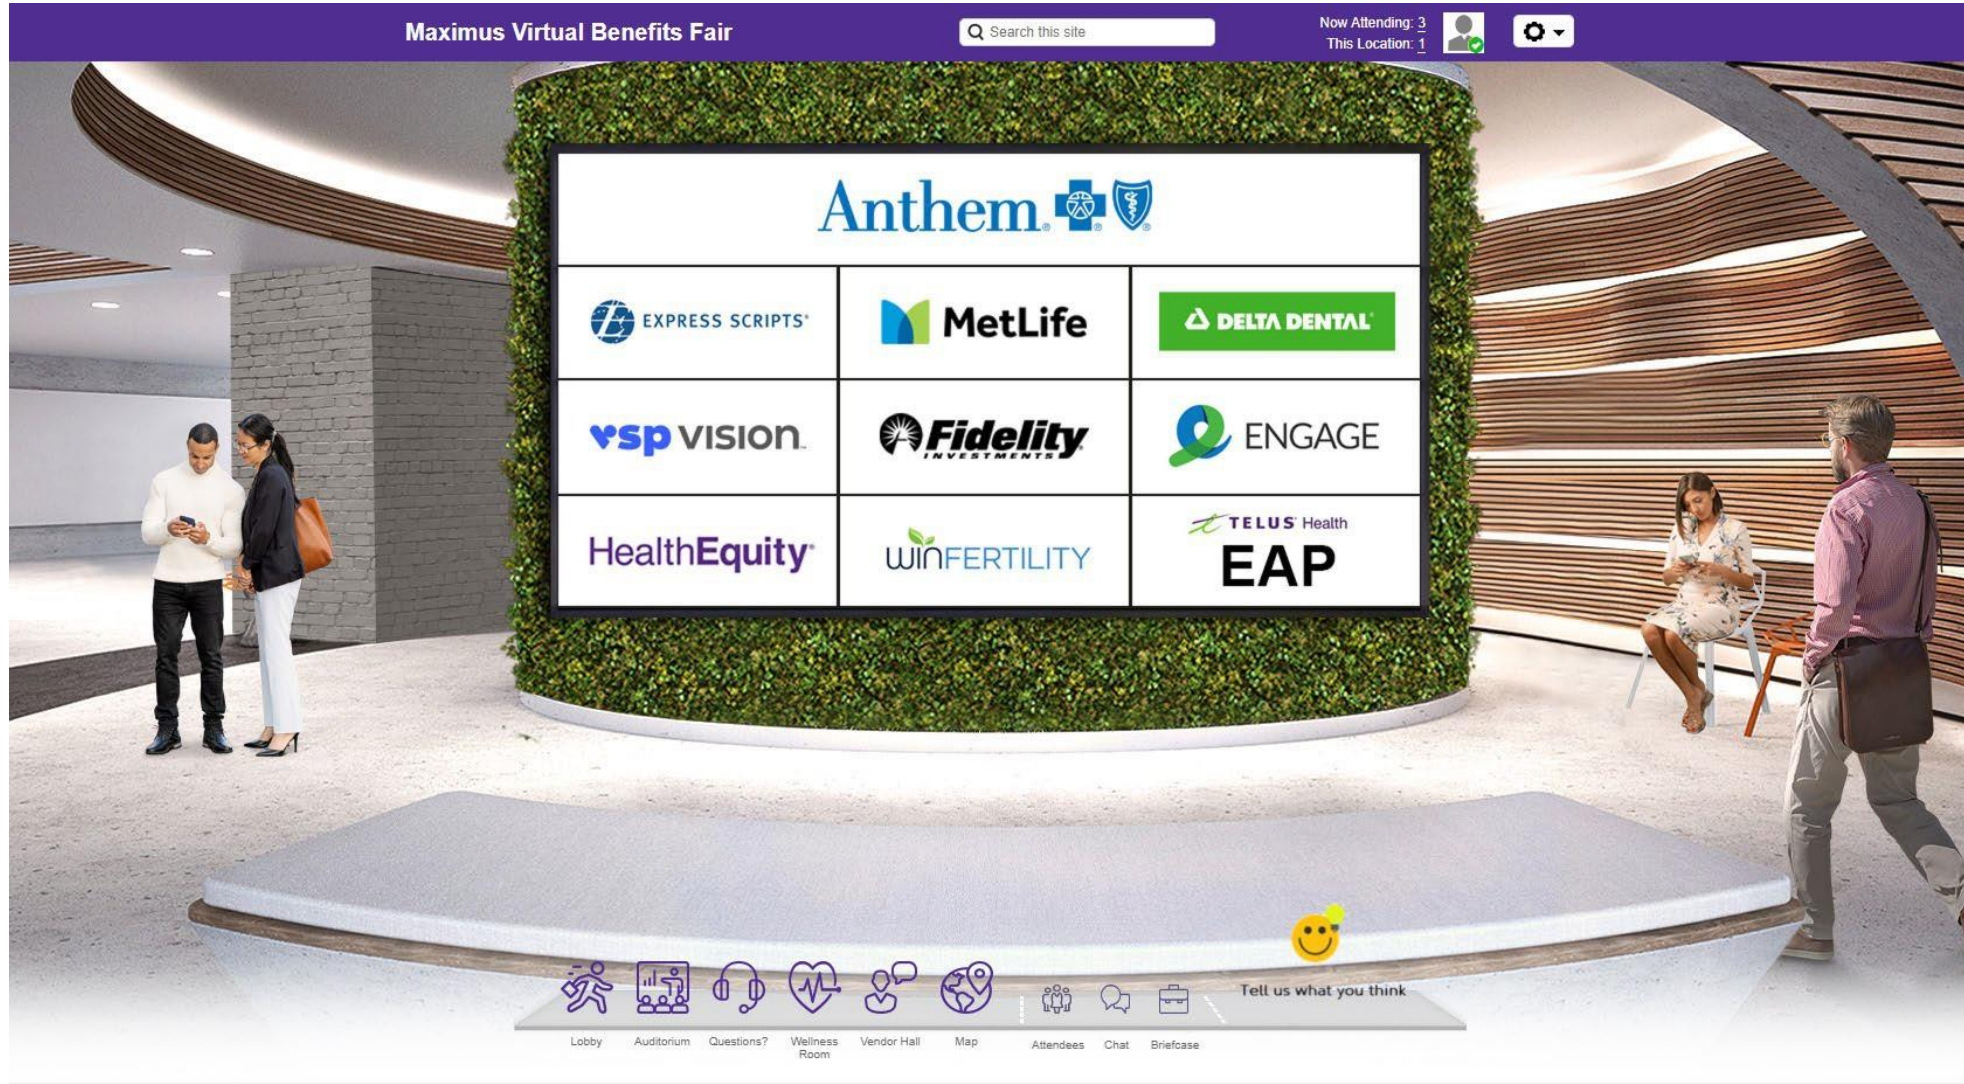 Maximus Virtual Benefits Fair
Search this site
Now Attending: 3
This Location: 1
Anthem
EXPRESS SCRIPTS®
MetLife
DELTA DENTAL®
vsp VISION™
Fidelity
INVESTMENTS®
ENGAGE
HealthEquity®
WINFERTILITY
TELUS® Health
EAP
Tell us what you think
Lobby
Auditorium
Questions?
Wellness
Room
Vendor Hall
Map
Attendees
Chat
Briefcase